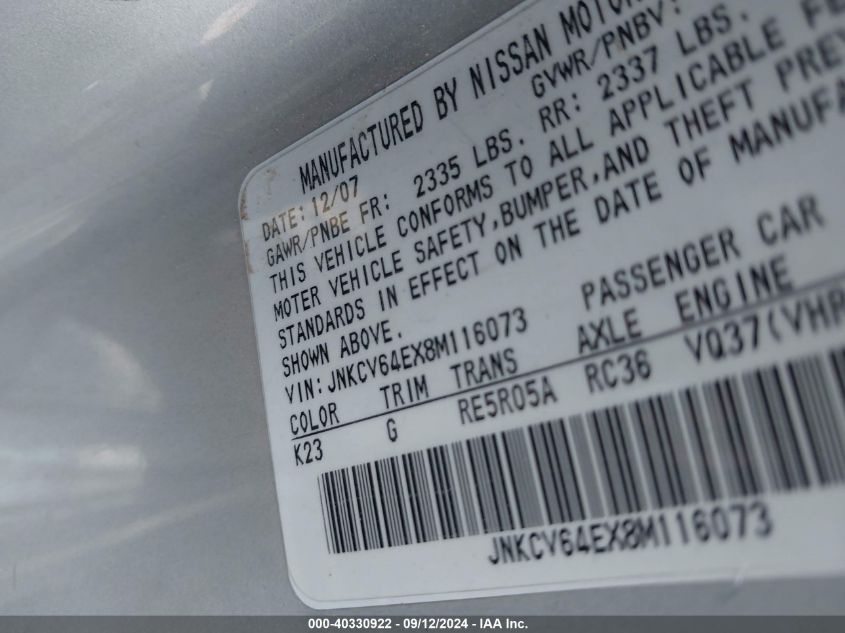 MANUFACTURED BY NISSAN MOTOR
DATE: 12/07 GVWR/PNBV:
GAWR/PNBE FR: 2335 LBS. RR: 2337 LBS.
THIS VEHICLE CONFORMS TO ALL APPLICABLE
MOTER VEHICLE SAFETY, BUMPER, AND THEFT
STANDARDS IN EFFECT ON THE DATE OF
SHOWN ABOVE.
VIN: JNKCV64EX8M116073 PASSENGER CAR
COLOR TRIM TRANS AXLE ENGINE
K23 G RE5R05A RC36 VQ37(VHR
JNKCV64EX8M116073
000-40330922 - 09/12/2024 - IAA Inc.